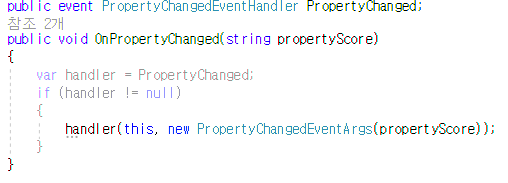 public event PropertyChangedEventHandler PropertyChanged;
참조 2개
public void OnPropertyChanged(string propertyScore)
{
var handler = PropertyChanged;
if (handler != null)
{
handler(this, new PropertyChangedEventArgs(propertyScore));
}
}